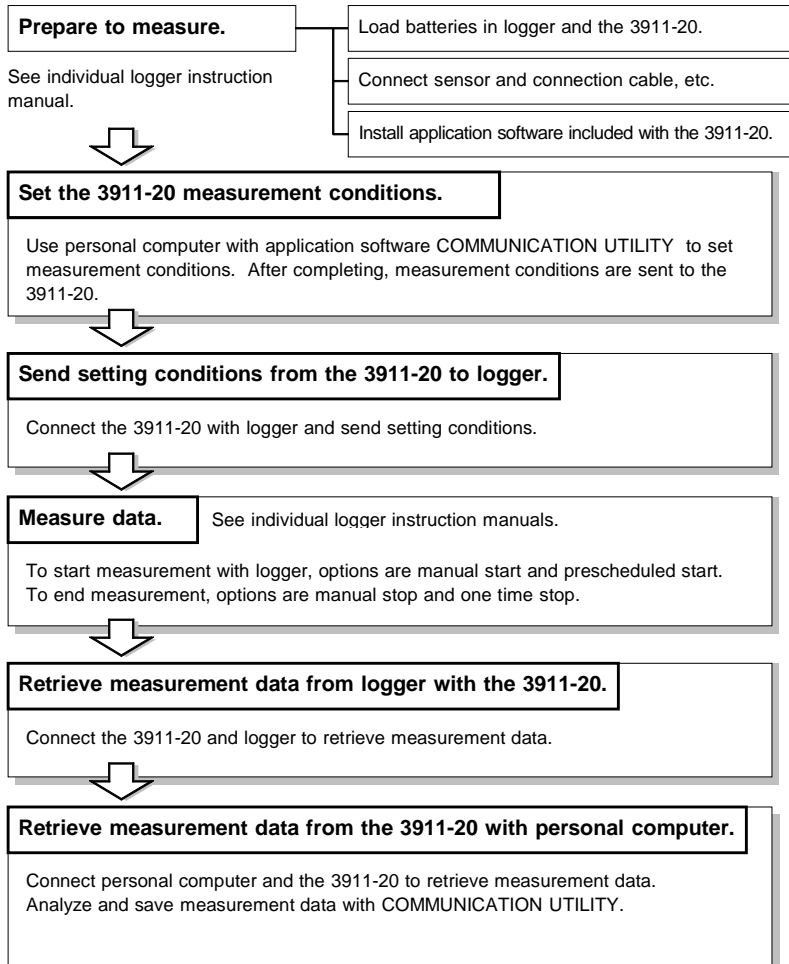 Prepare to measure.
See individual logger instruction
manual.
Load batteries in logger and the 3911-20.
Connect sensor and connection cable, etc.
Install application software included with the 3911-20.
Set the 3911-20 measurement conditions.
Use personal computer with application software COMMUNICATION UTILITY to set
measurement conditions. After completing, measurement conditions are sent to the
3911-20.
Send setting conditions from the 3911-20 to logger.
Connect the 3911-20 with logger and send setting conditions.
Measure data. See individual logger instruction manuals.
To start measurement with logger, options are manual start and prescheduled start.
To end measurement, options are manual stop and one time stop.
Retrieve measurement data from logger with the 3911-20.
Connect the 3911-20 and logger to retrieve measurement data.
Retrieve measurement data from the 3911-20 with personal computer.
Connect personal computer and the 3911-20 to retrieve measurement data.
Analyze and save measurement data with COMMUNICATION UTILITY.